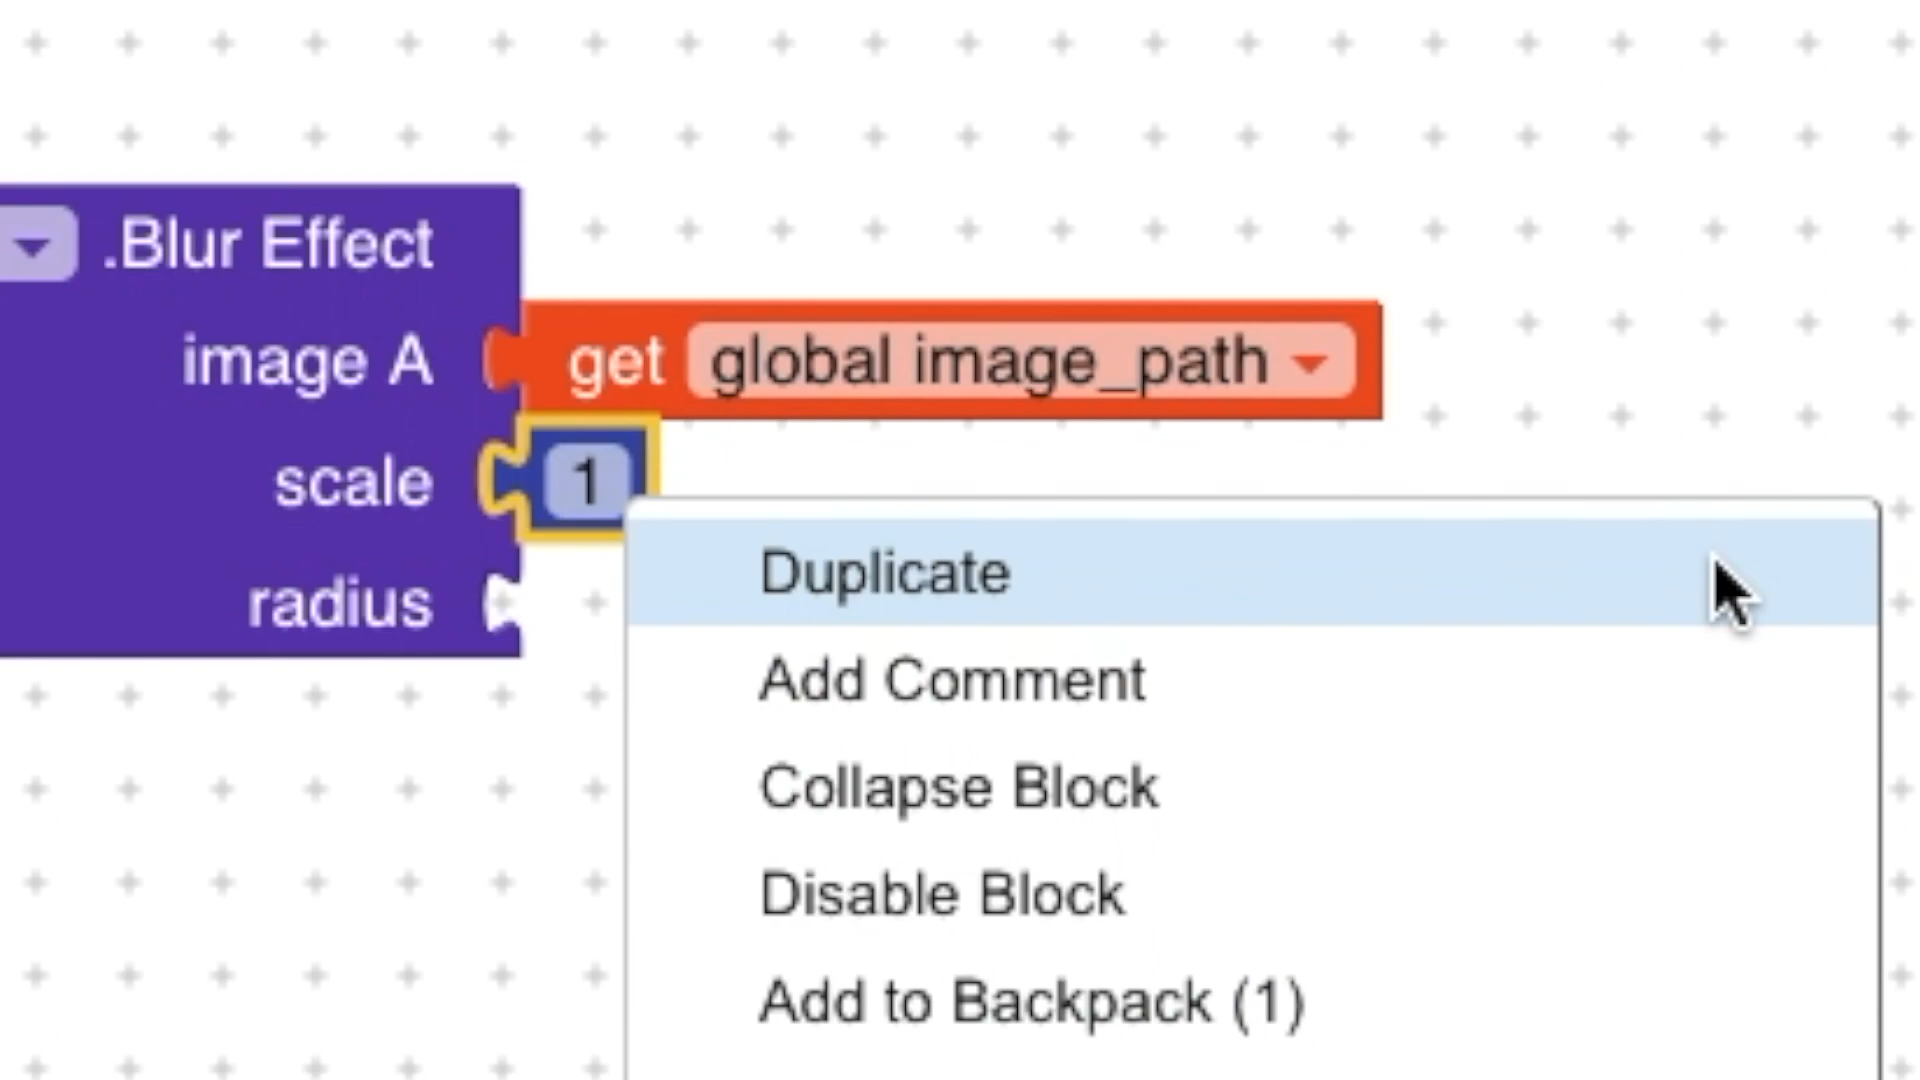 .Blur Effect
image A get global image_path
scale 1
radius
Duplicate
Add Comment
Collapse Block
Disable Block
Add to Backpack (1)